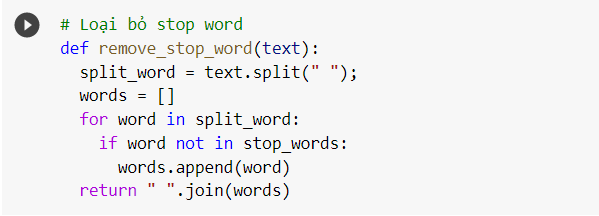 # Loại bỏ stop word
def remove_stop_word(text):
  split_word = text.split(" ");
  words = []
  for word in split_word:
    if word not in stop_words:
      words.append(word)
  return " ".join(words)